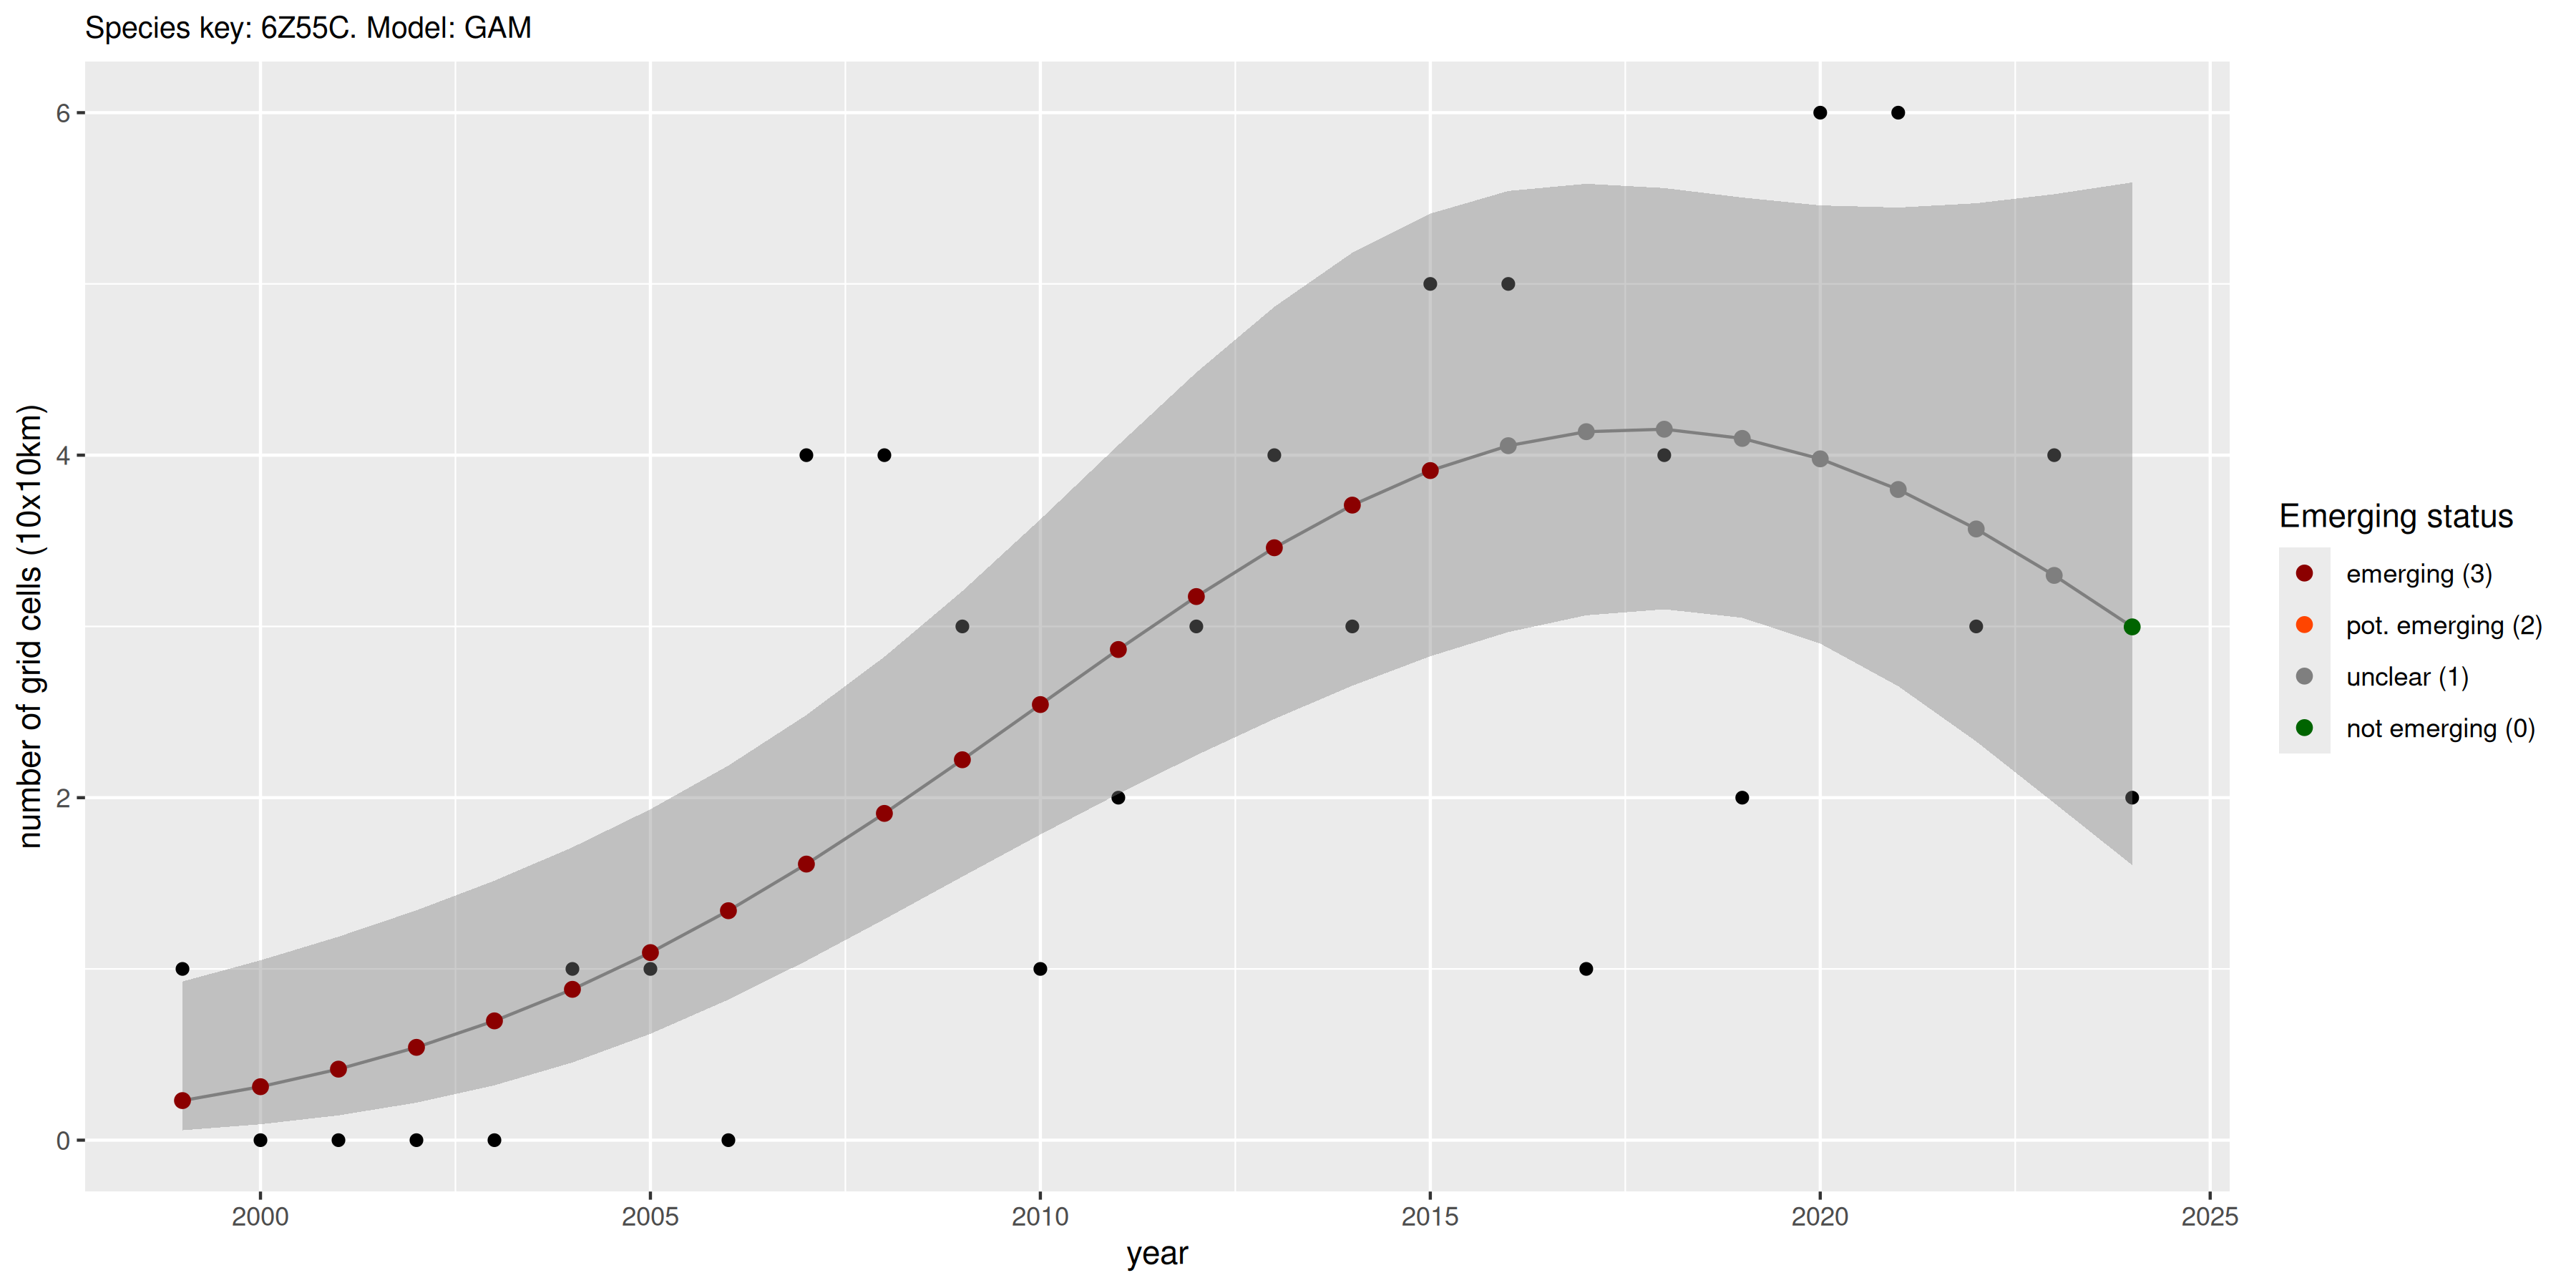 Species key: 6Z55C. Model: GAM
number of grid cells (10x10km)
6
4
2
0
2000
2005
2010
2015
2020
2025
year
Emerging status
emerging (3)
pot. emerging (2)
unclear (1)
not emerging (0)